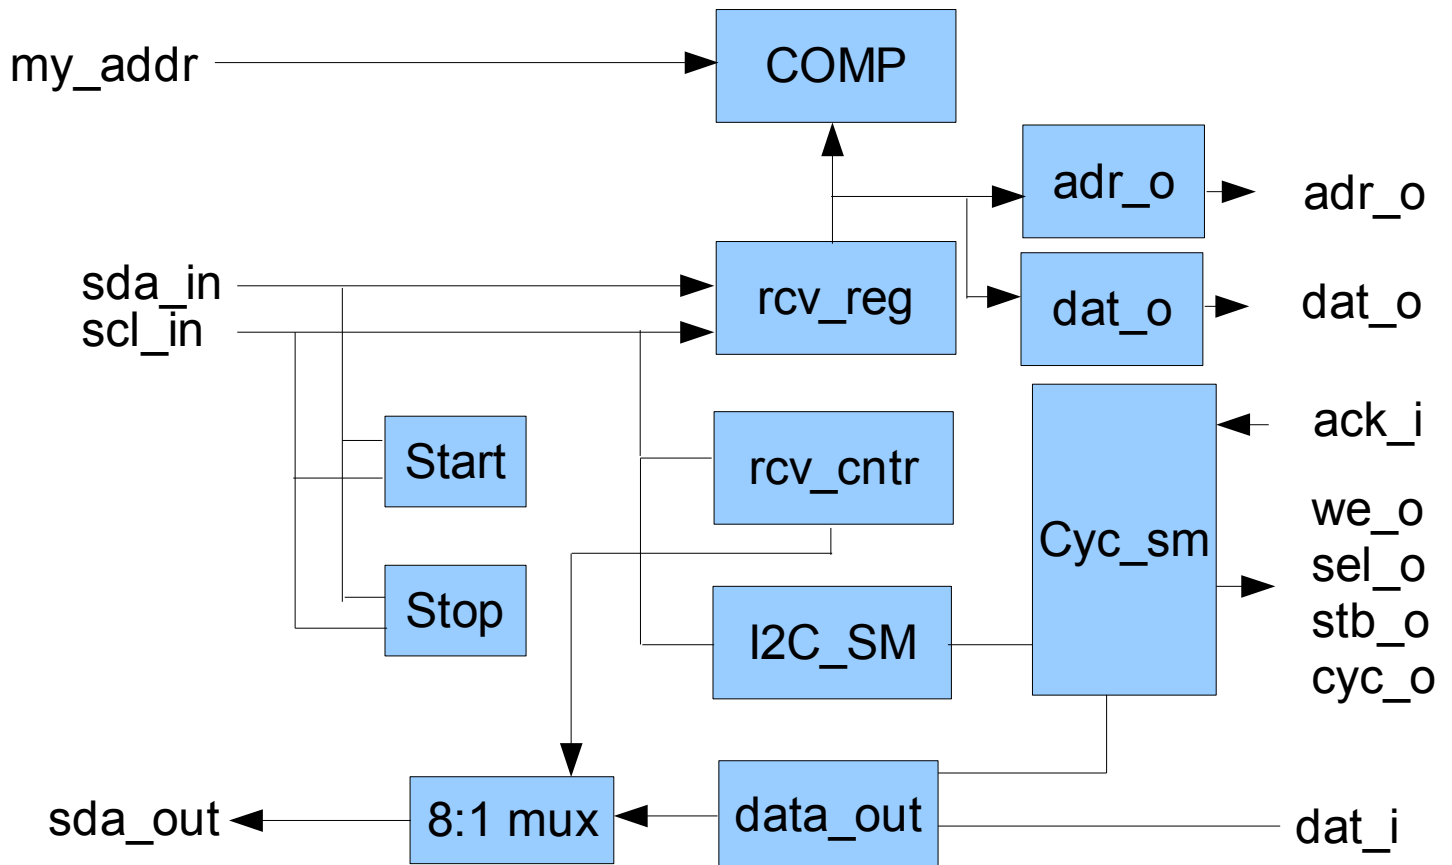 my_addr
COMP
adr_o
adr_o
sda_in
scl_in
rcv_reg
dat_o
dat_o
Start
rcv_cntr
Cyc_sm
ack_i
we_o
sel_o
stb_o
cyc_o
Stop
I2C_SM
sda_out
8:1 mux
data_out
dat_i